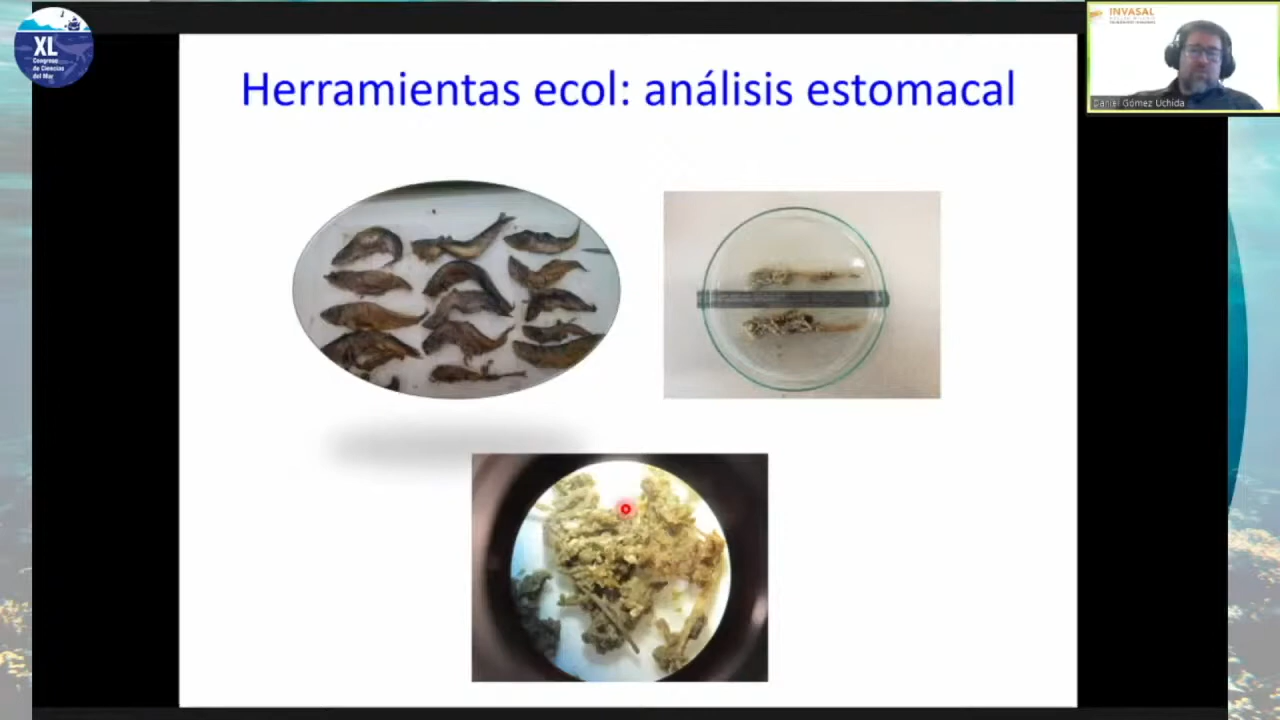 XL
Congreso
de Ciencias
del Mar
Herramientas ecol: análisis estomacal
INVASAL
Daniel Gómez Uchida